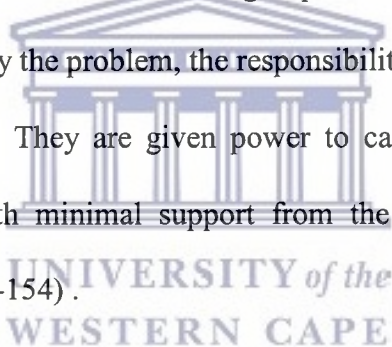 y the problem, the responsibilit
They are given power to ca
th minimal support from the
-154) .
UNIVERSITY of the
WESTERN CAPE